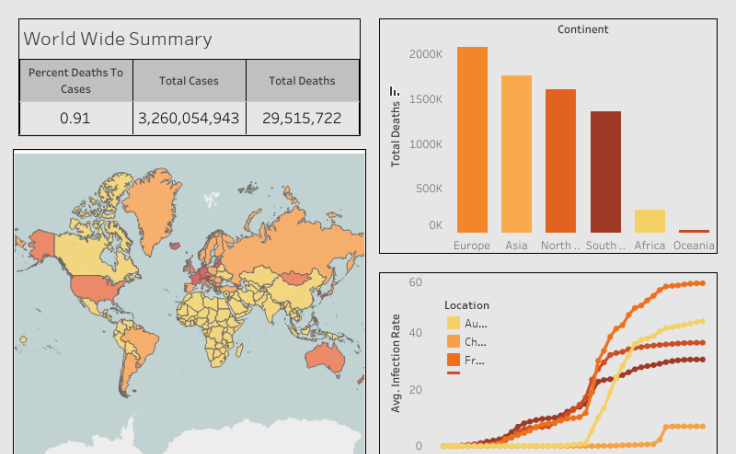 World Wide Summary
Percent Deaths To
Cases
Total Cases
Total Deaths
0.91
3,260,054,943
29,515,722
Continent
Total Deaths
2000K
1500K
1000K
500K
0K
Europe
Asia
North ..
South ..
Africa
Oceania
Avg. Infection Rate
60
40
20
0
Location
Au...
Ch...
Fr...